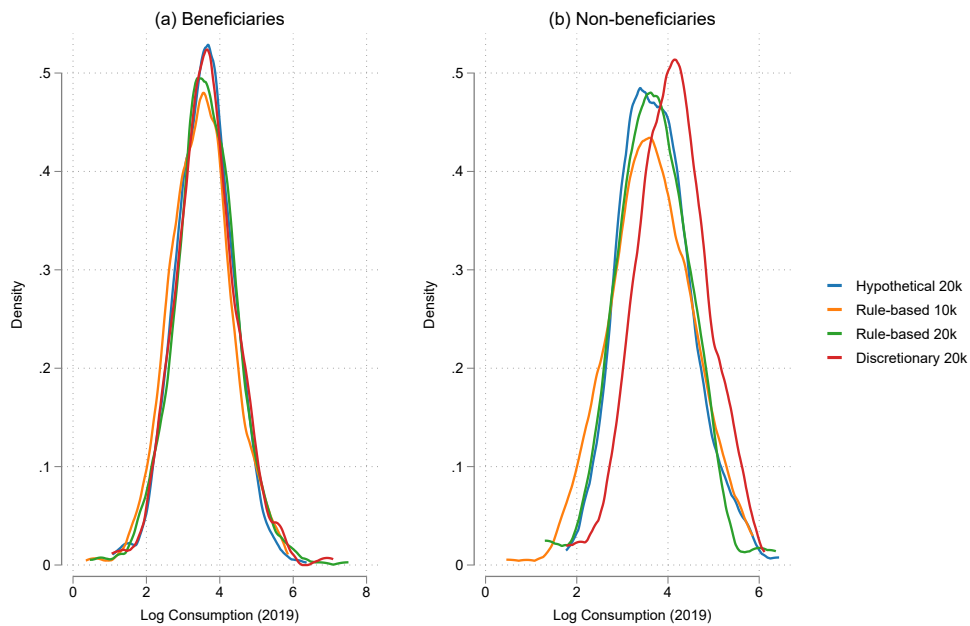 (a) Beneficiaries
.5
.4
.3
.2
.1
0
Density
0 2 4 6 8
Log Consumption (2019)
(b) Non-beneficiaries
.5
.4
.3
.2
.1
0
Density
0 2 4 6
Log Consumption (2019)
Hypothetical 20k
Rule-based 10k
Rule-based 20k
Discretionary 20k